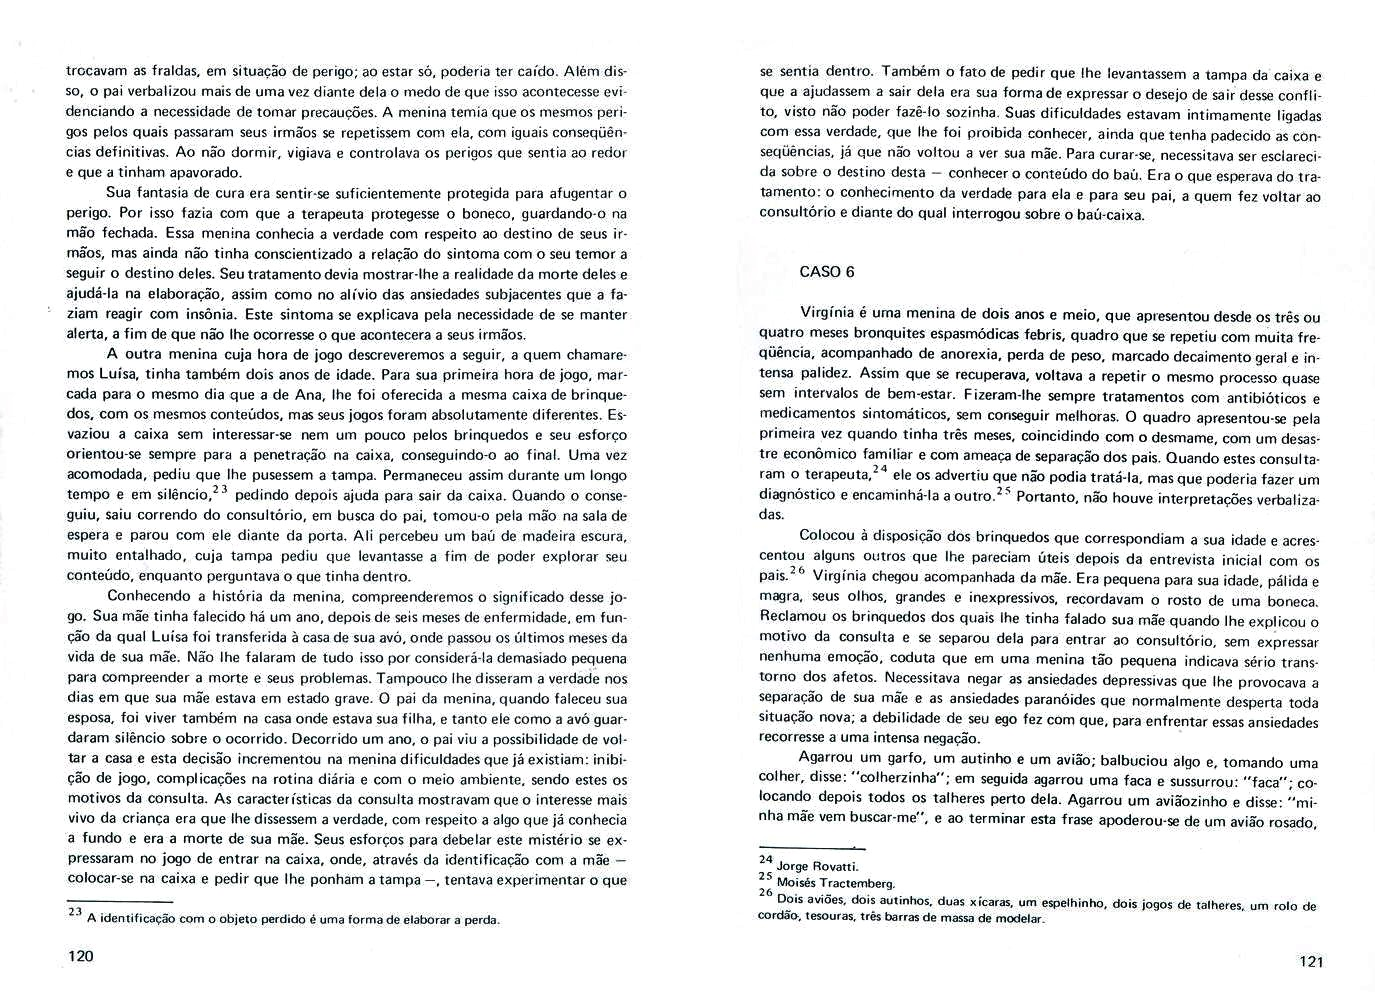 trocavam as fraldas, em situação de perigo; ao estar só, poderia ter caído. Além dis-
so, o pai verbalizou mais de uma vez diante dela o medo de que isso acontecesse evi-
denciando a necessidade de tomar precauções. A menina temia que os mesmos peri-
gos pelos quais passaram seus irmãos se repetissem com ela, com iguais conseqüên-
cias definitivas. Ao não dormir, vigiava e controlava os perigos que sentia ao redor
e que a tinham apavorado.
Sua fantasia de cura era sentir-se suficientemente protegida para afugentar o
perigo. Por isso fazia com que a terapeuta protegesse o boneco, guardando-o na
mão fechada. Essa menina conhecia a verdade com respeito ao destino de seus ir-
mãos, mas ainda não tinha conscientizado a relação do sintoma com o seu temor a
seguir o destino deles. Seu tratamento devia mostrar-lhe a realidade da morte deles e
ajudá-la na elaboração, assim como no alívio das ansiedades subjacentes que a fa-
ziam reagir com insônia. Este sintoma se explicava pela necessidade de se manter
alerta, a fim de que não lhe ocorresse o que acontecera a seus irmãos.
A outra menina cuja hora de jogo descreveremos a seguir, a quem chamare-
mos Luísa, tinha também dois anos de idade. Para sua primeira hora de jogo, mar-
cada para o mesmo dia que a de Ana, lhe foi oferecida a mesma caixa de brinque-
dos, com os mesmos conteúdos, mas seus jogos foram absolutamente diferentes. Es-
vaziou a caixa sem interessar-se nem um pouco pelos brinquedos e seu esforço
orientou-se sempre para a penetração na caixa, conseguindo-o ao final. Uma vez
acomodada, pediu que lhe pusessem a tampa. Permaneceu assim durante um longo
tempo e em silêncio,23 pedindo depois ajuda para sair da caixa. Quando o conse-
guiu, saiu correndo do consultório, em busca do pai, tomou-o pela mão na sala de
espera e parou com ele diante da porta. Ali percebeu um baú de madeira escura,
muito entalhado, cuja tampa pediu que levantasse a fim de poder explorar seu
conteúdo, enquanto perguntava o que tinha dentro.
Conhecendo a história da menina, compreenderemos o significado desse jo-
go. Sua mãe tinha falecido há um ano, depois de seis meses de enfermidade, em fun-
ção da qual Luísa foi transferida à casa de sua avó, onde passou os últimos meses da
vida de sua mãe. Não lhe falaram de tudo isso por considerá-la demasiado pequena
para compreender a morte e seus problemas. Tampouco lhe disseram a verdade nos
dias em que sua mãe estava em estado grave. O pai da menina, quando faleceu sua
esposa, foi viver também na casa onde estava sua filha, e tanto ele como a avó guar-
daram silêncio sobre o ocorrido. Decorrido um ano, o pai viu a possibilidade de vol-
tar a casa e esta decisão incrementou na menina dificuldades que já existiam: inibi-
ção de jogo, complicações na rotina diária e com o meio ambiente, sendo estes os
motivos da consulta. As características da consulta mostravam que o interesse mais
vivo da criança era que lhe dissessem a verdade, com respeito a algo que já conhecia
a fundo e era a morte de sua mãe. Seus esforços para debelar este mistério se ex-
pressaram no jogo de entrar na caixa, onde, através da identificação com a mãe —
colocar-se na caixa e pedir que lhe ponham a tampa —, tentava experimentar o que
23 A identificação com o objeto perdido é uma forma de elaborar a perda.
120
se sentia dentro. Também o fato de pedir que lhe levantassem a tampa da caixa e
que a ajudassem a sair dela era sua forma de expressar o desejo de sair desse confli-
to, visto não poder fazê-lo sozinha. Suas dificuldades estavam intimamente ligadas
com essa verdade, que lhe foi proibida conhecer, ainda que tenha padecido as con-
seqüências, já que não voltou a ver sua mãe. Para curar-se, necessitava ser esclareci-
da sobre o destino desta — conhecer o conteúdo do baú. Era o que esperava do tra-
tamento: o conhecimento da verdade para ela e para seu pai, a quem fez voltar ao
consultório e diante do qual interrogou sobre o baú-caixa.
CASO 6
Virgínia é uma menina de dois anos e meio, que apresentou desde os três ou
quatro meses bronquites espasmódicas febris, quadro que se repetiu com muita fre-
qüência, acompanhado de anorexia, perda de peso, marcado decaimento geral e in-
tensa palidez. Assim que se recuperava, voltava a repetir o mesmo processo quase
sem intervalos de bem-estar. Fizeram-lhe sempre tratamentos com antibióticos e
medicamentos sintomáticos, sem conseguir melhoras. O quadro apresentou-se pela
primeira vez quando tinha três meses, coincidindo com o desmame, com um desas-
tre econômico familiar e com ameaça de separação dos pais. Quando estes consulta-
ram o terapeuta,24 ele os advertiu que não podia tratá-la, mas que poderia fazer um
diagnóstico e encaminhá-la a outro.25 Portanto, não houve interpretações verbaliza-
das.
Colocou à disposição dos brinquedos que correspondiam a sua idade e acres-
centou alguns outros que lhe pareciam úteis depois da entrevista inicial com os
pais.26 Virgínia chegou acompanhada da mãe. Era pequena para sua idade, pálida e
magra, seus olhos, grandes e inexpressivos, recordavam o rosto de uma boneca.
Reclamou os brinquedos dos quais lhe tinha falado sua mãe quando lhe explicou o
motivo da consulta e se separou dela para entrar ao consultório, sem expressar
nenhuma emoção, coduta que em uma menina tão pequena indicava sério trans-
torno dos afetos. Necessitava negar as ansiedades depressivas que lhe provocava a
separação de sua mãe e as ansiedades paranóides que normalmente desperta toda
situação nova; a debilidade de seu ego fez com que, para enfrentar essas ansiedades
recorresse a uma intensa negação.
Agarrou um garfo, um autinho e um avião; balbuciou algo e, tomando uma
colher, disse: "colherzinha"; em seguida agarrou uma faca e sussurrou: "faca"; co-
locando depois todos os talheres perto dela. Agarrou um aviãozinho e disse: "mi-
nha mãe vem buscar-me", e ao terminar esta frase apoderou-se de um avião rosado,
24 Jorge Rovatti.
25 Moisés Tractemberg.
26 Dois aviões, dois autinhos, duas xícaras, um espelhinho, dois jogos de talheres, um rolo de
cordão, tesouras, três barras de massa de modelar.
121